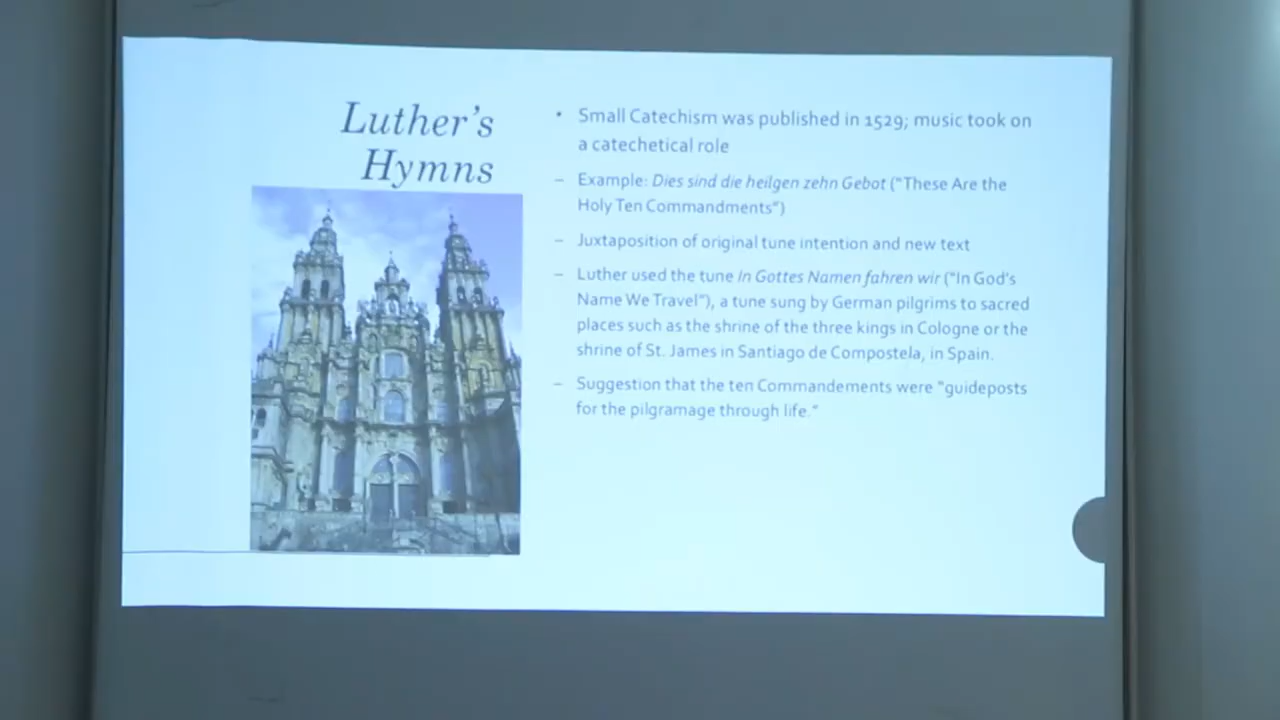 Luther's
Hymns
• Small Catechism was published in 1529; music took on
a catechetical role
– Example: Dies sind die heilgen zehn Gebot ("These Are the
Holy Ten Commandments")
– Juxtaposition of original tune intention and new text
– Luther used the tune In Gottes Namen fahren wir ("In God's
Name We Travel"), a tune sung by German pilgrims to sacred
places such as the shrine of the three kings in Cologne or the
shrine of St. James in Santiago de Compostela, in Spain.
– Suggestion that the ten Commandements were "guideposts
for the pilgramage through life."